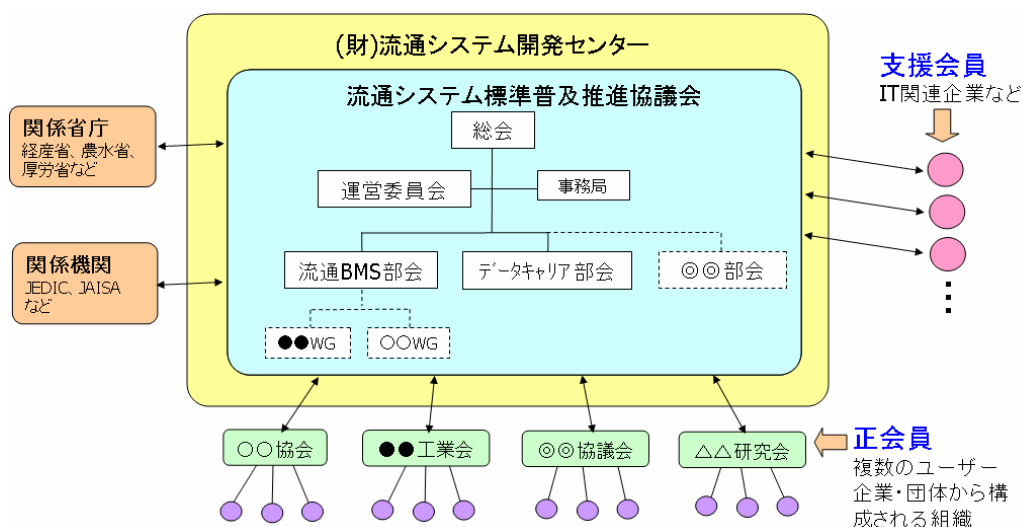 (財)流通システム開発センター
流通システム標準普及推進協議会
総会
運営委員会
事務局
流通BMS部会
データキャリア部会
◎◎部会
●●WG
○○WG
関係省庁
経産省、農水省、
厚労省など
関係機関
JEDIC、JAISA
など
支援会員
IT関連企業など
○○協会
●●工業会
◎◎協議会
△△研究会
正会員
複数のユーザー
企業・団体から構
成される組織